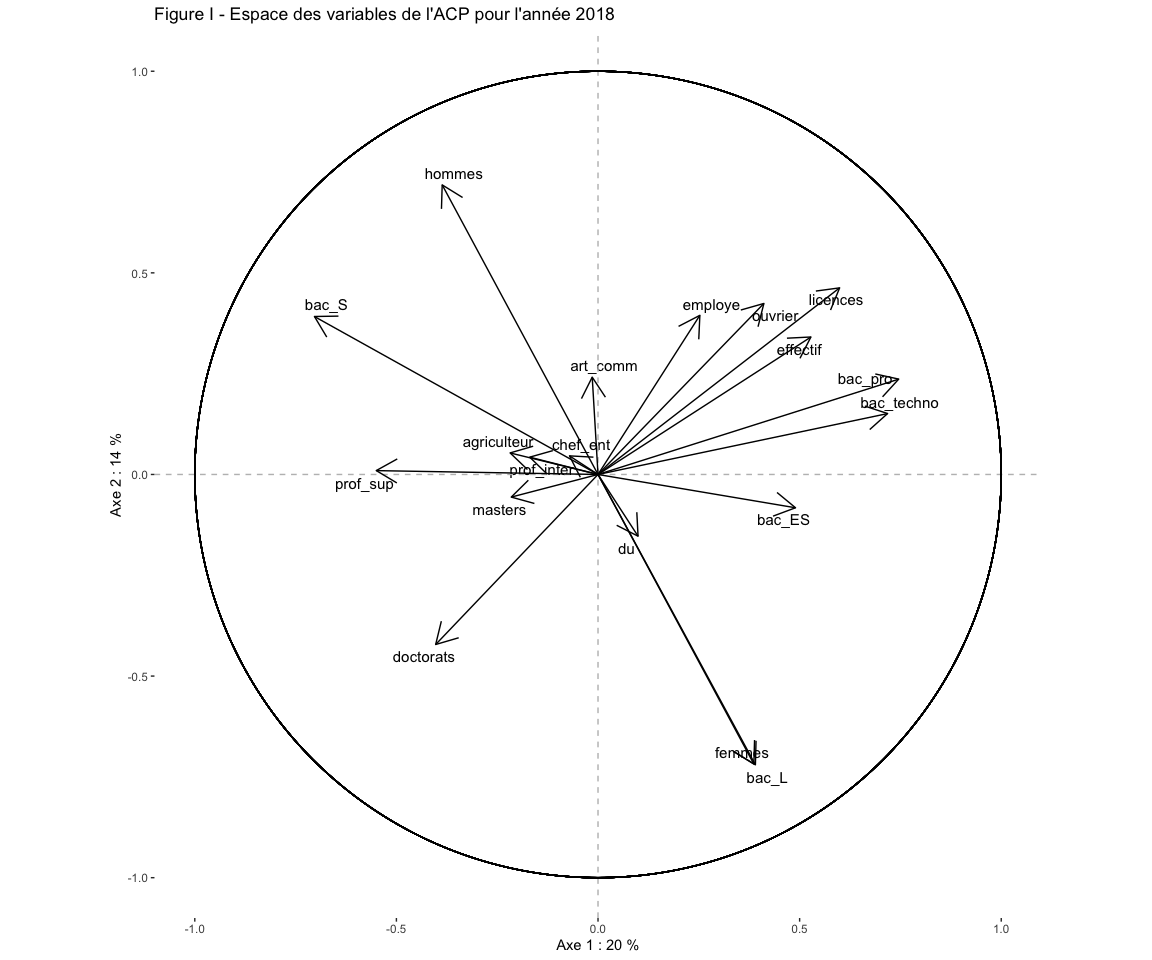 Figure I - Espace des variables de l'ACP pour l'année 2018
1.0
hommes
0.5
bac_S
employe
licences
ouvrier
effectif
art_comm
bac_pro
bac_techno
agriculteur
chef_ent
prof_inter
0.0
prof_sup
masters
bac_ES
du
doctorats
-0.5
femmes
bac_L
-1.0
-1.0
-0.5
0.0
0.5
1.0
Axe 1 : 20 %
Axe 2 : 14 %